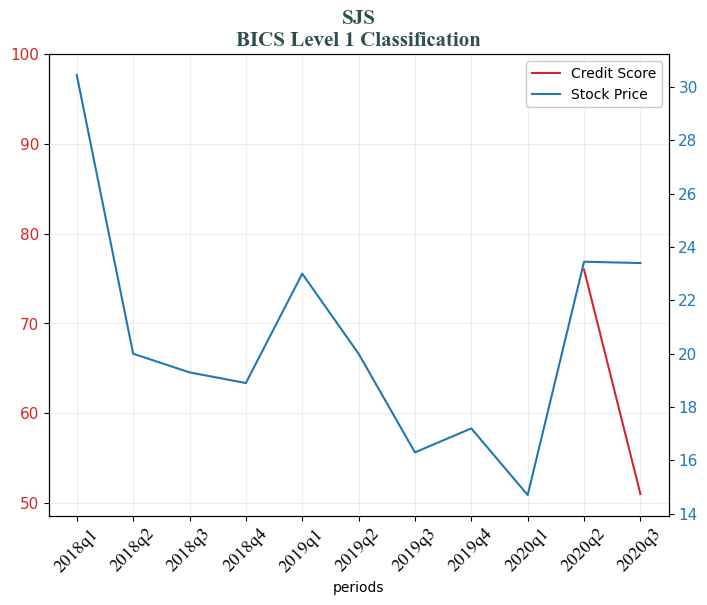 SJS
BICS Level 1 Classification
Credit Score
Stock Price
100
90
80
70
60
50
30
28
26
24
22
20
18
16
14
2018q1
2018q2
2018q3
2018q4
2019q1
2019q2
2019q3
2019q4
2020q1
2020q2
2020q3
periods